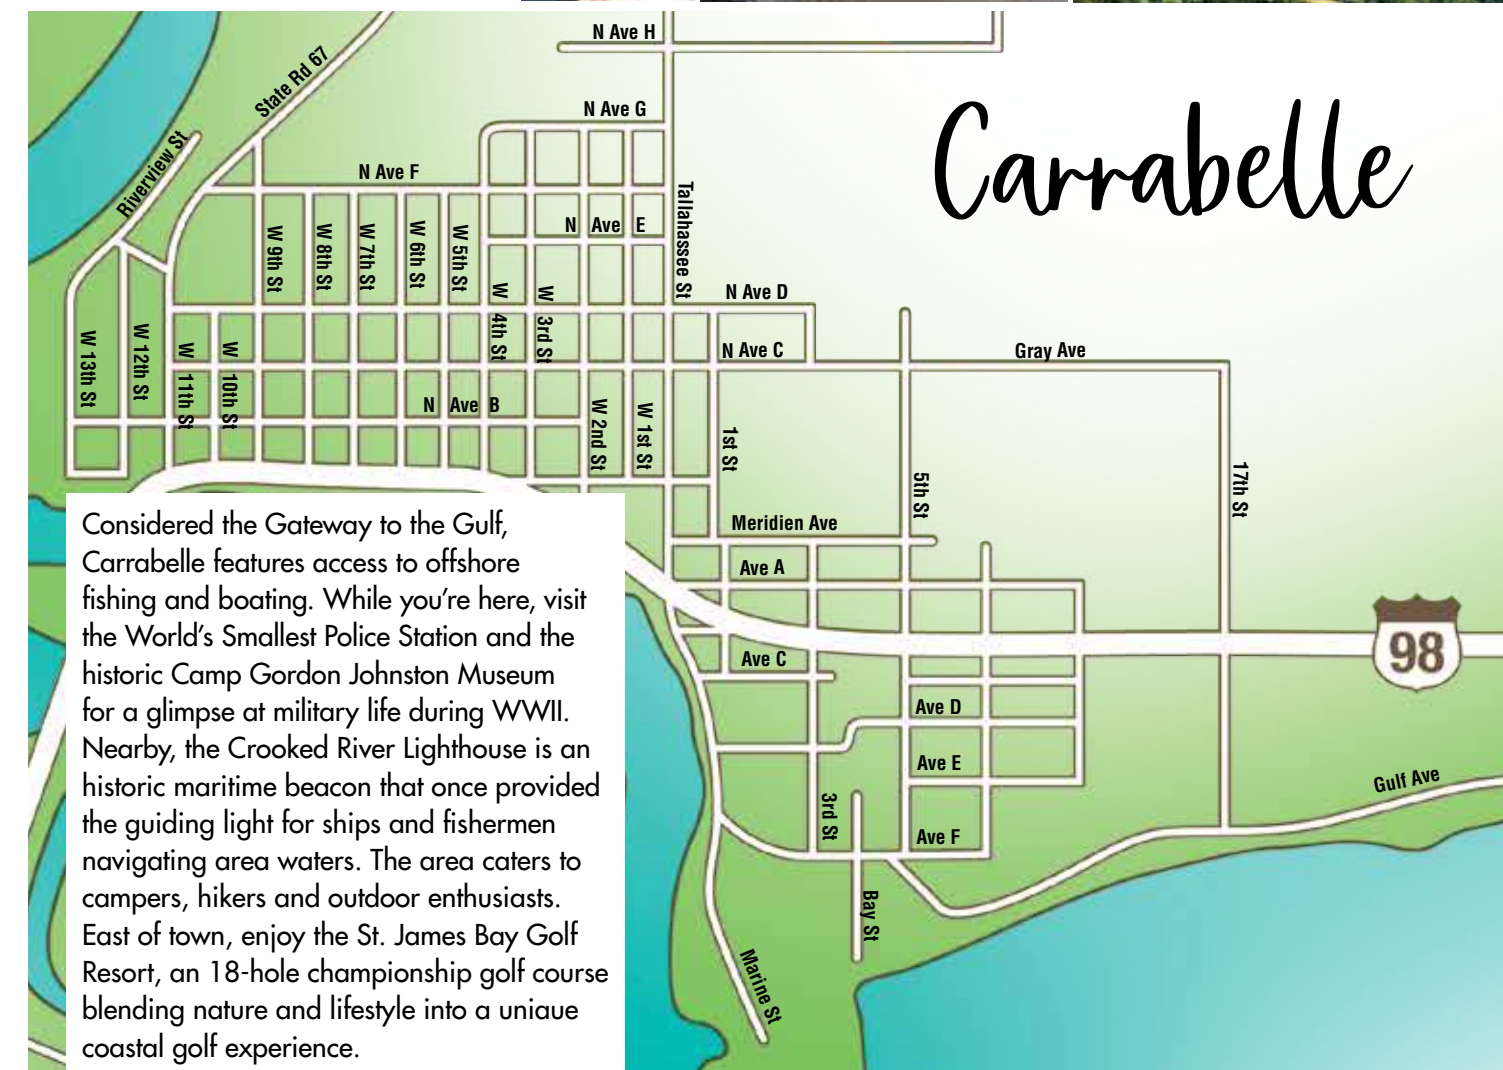 N Ave H
State Rd 67
N Ave G
Carrabelle
Riverview St
N Ave F
Tallahassee St
N Ave E
W 9th St
W 8th St
W 7th St
W 6th St
W 5th St
W 4th St
W 3rd St
N Ave D
W 13th St
W 12th St
W 11th St
W 10th St
N Ave C
Gray Ave
N Ave B
W 2nd St
W 1st St
1st St
5th St
17th St
Meridien Ave
Ave A
98
Ave C
Ave D
Ave E
Gulf Ave
3rd St
Ave F
Bay St
Marine St
Considered the Gateway to the Gulf,
Carrabelle features access to offshore
fishing and boating. While you're here, visit
the World's Smallest Police Station and the
historic Camp Gordon Johnston Museum
for a glimpse at military life during WWII.
Nearby, the Crooked River Lighthouse is an
historic maritime beacon that once provided
the guiding light for ships and fishermen
navigating area waters. The area caters to
campers, hikers and outdoor enthusiasts.
East of town, enjoy the St. James Bay Golf
Resort, an 18-hole championship golf course
blending nature and lifestyle into a uniaue
coastal golf experience.